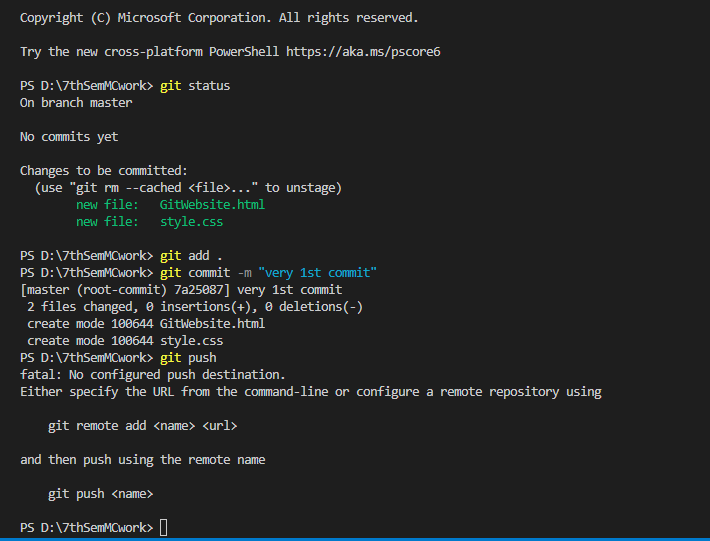 Copyright (C) Microsoft Corporation. All rights reserved.
Try the new cross-platform PowerShell https://aka.ms/pscore6
PS D:\7thSemMCwork> git status
On branch master
No commits yet
Changes to be committed:
  (use "git rm --cached <file>..." to unstage)
        new file:   GitWebsite.html
        new file:   style.css
PS D:\7thSemMCwork> git add .
PS D:\7thSemMCwork> git commit -m "very 1st commit"
[master (root-commit) 7a25087] very 1st commit
 2 files changed, 0 insertions(+), 0 deletions(-)
 create mode 100644 GitWebsite.html
 create mode 100644 style.css
PS D:\7thSemMCwork> git push
fatal: No configured push destination.
Either specify the URL from the command-line or configure a remote repository using
    git remote add <name> <url>
and then push using the remote name
    git push <name>
PS D:\7thSemMCwork>